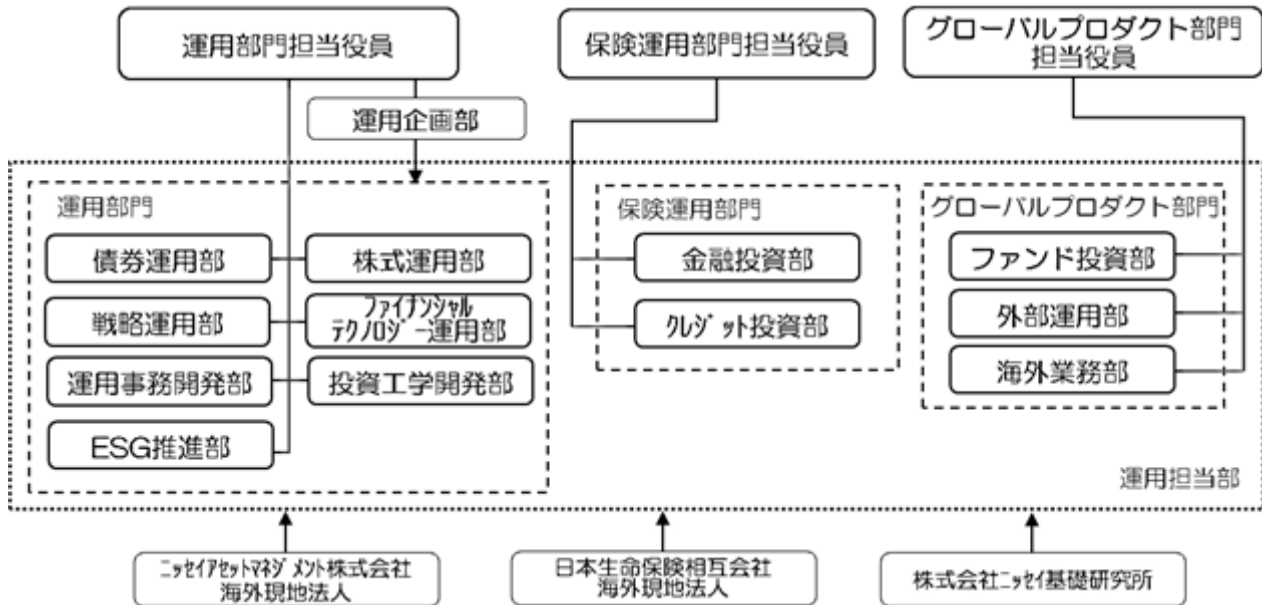 運用部門担当役員
保険運用部門担当役員
グローバルプロダクト部門
担当役員
運用企画部
運用部門
債券運用部
株式運用部
戦略運用部
ファイナンシャル
テクノロジー運用部
運用事務開発部
投資工学開発部
ESG推進部
保険運用部門
金融投資部
クレジット投資部
グローバルプロダクト部門
ファンド投資部
外部運用部
海外業務部
運用担当部
ニッセイアセットマネジメント株式会社
海外現地法人
日本生命保険相互会社
海外現地法人
株式会社ニッセイ基礎研究所